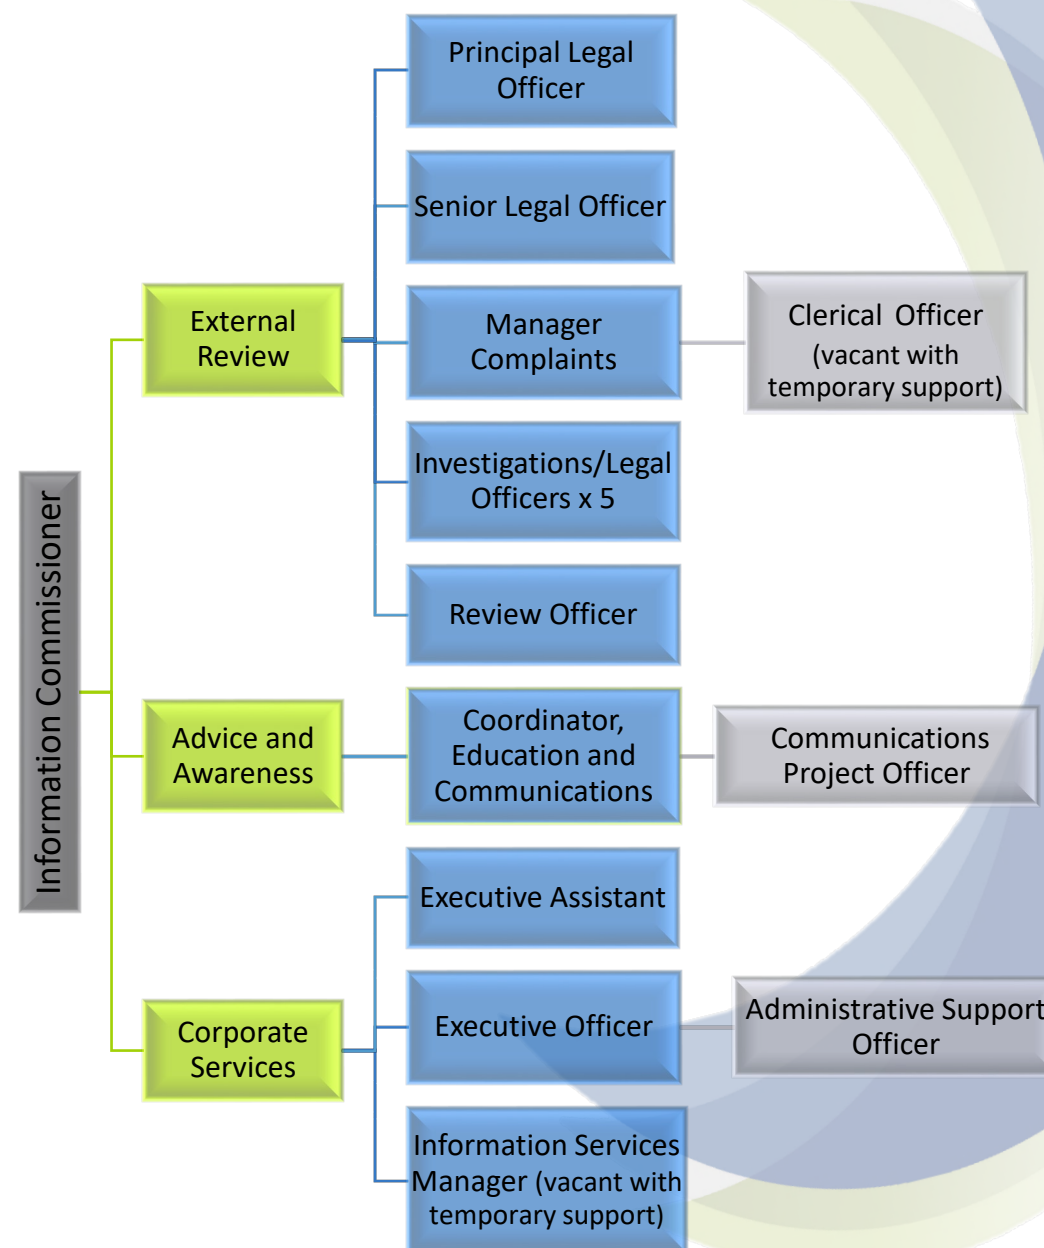 Information Commissioner
External
Review
Principal Legal
Officer
Senior Legal Officer
Manager
Complaints
Clerical Officer
(vacant with
temporary support)
Investigations/Legal
Officers x 5
Review Officer
Advice and
Awareness
Coordinator,
Education and
Communications
Communications
Project Officer
Corporate
Services
Executive Assistant
Executive Officer
Administrative Support
Officer
Information Services
Manager (vacant with
temporary support)